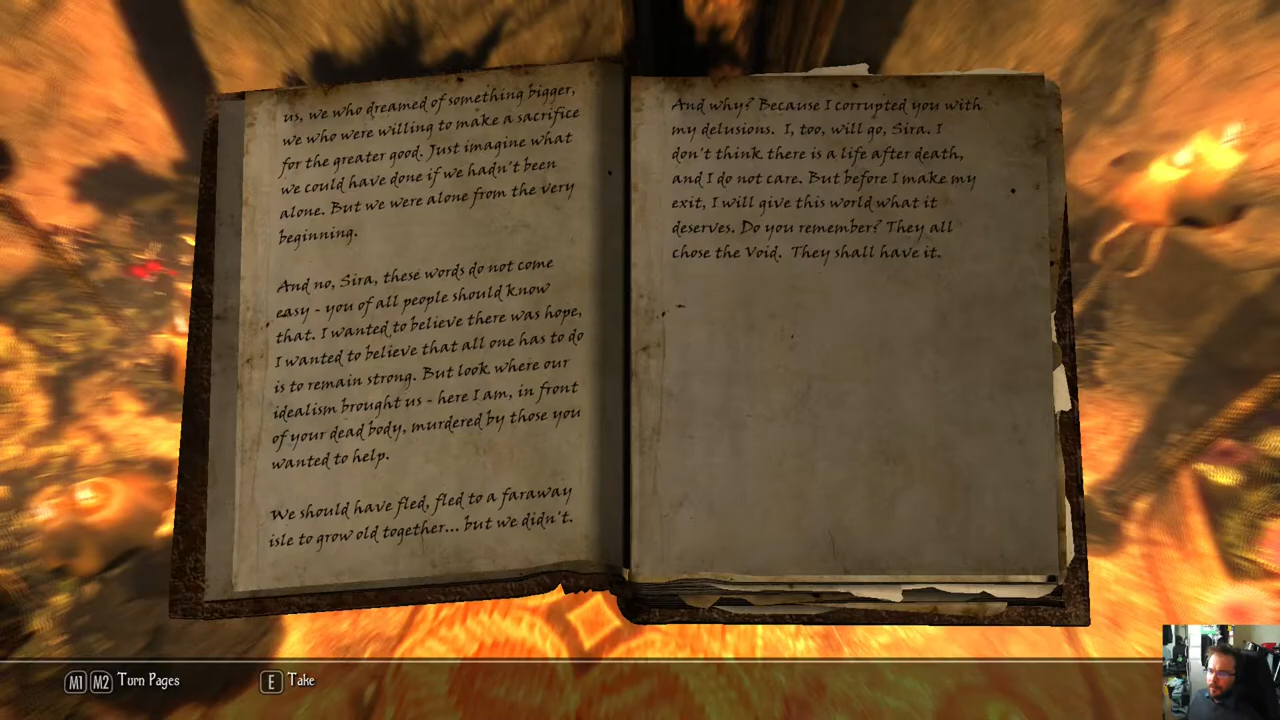 us, we who dreamed of something bigger,
we who were willing to make a sacrifice
for the greater good. Just imagine what
we could have done if we hadn't been
alone. But we were alone from the very
beginning.
And no, Sira, these words do not come
easy - you of all people should know
that. I wanted to believe there was hope,
I wanted to believe that all one has to do
is to remain strong. But look where our
idealism brought us - here I am, in front
of your dead body, murdered by those you
wanted to help.
We should have fled, fled to a faraway
isle to grow old together... but we didn't.
And why? Because I corrupted you with
my delusions. I, too, will go, Sira. I
don't think there is a life after death,
and I do not care. But before I make my
exit, I will give this world what it
deserves. Do you remember? They all
chose the Void. They shall have it.
M1 M2 Turn Pages
E Take